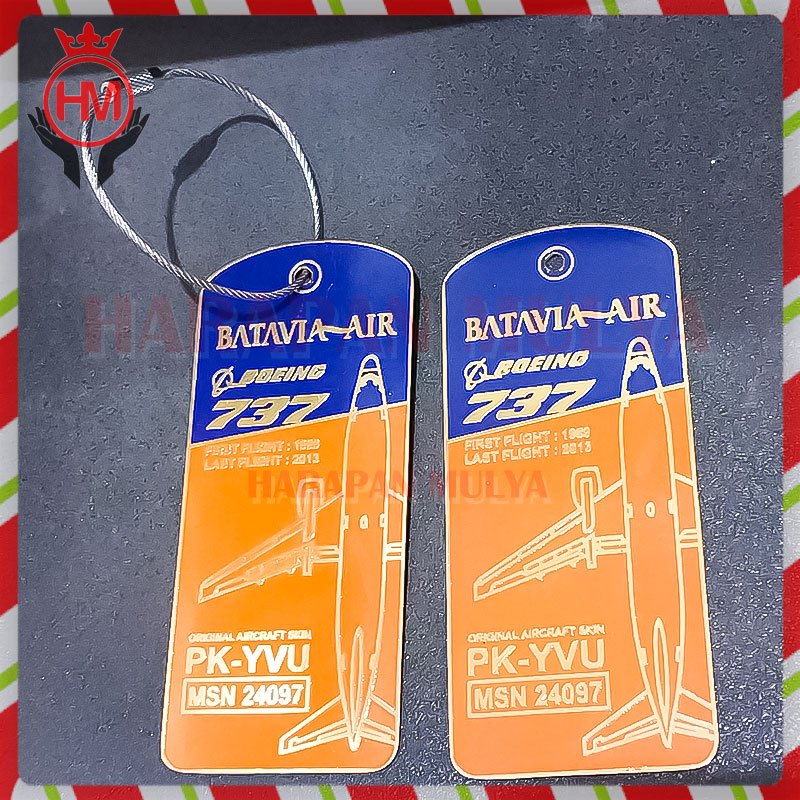 HM
HARAPAN MULYA
BATAVIA AIR
BOEING
737
FIRST FLIGHT : 1989
LAST FLIGHT : 2013
HARAPAN MULYA
ORIGINAL AIRCRAFT SKIN
PK-YVU
MSN 24097
BATAVIA AIR
BOEING
737
FIRST FLIGHT : 1989
LAST FLIGHT : 2013
ORIGINAL AIRCRAFT SKIN
PK-YVU
MSN 24097